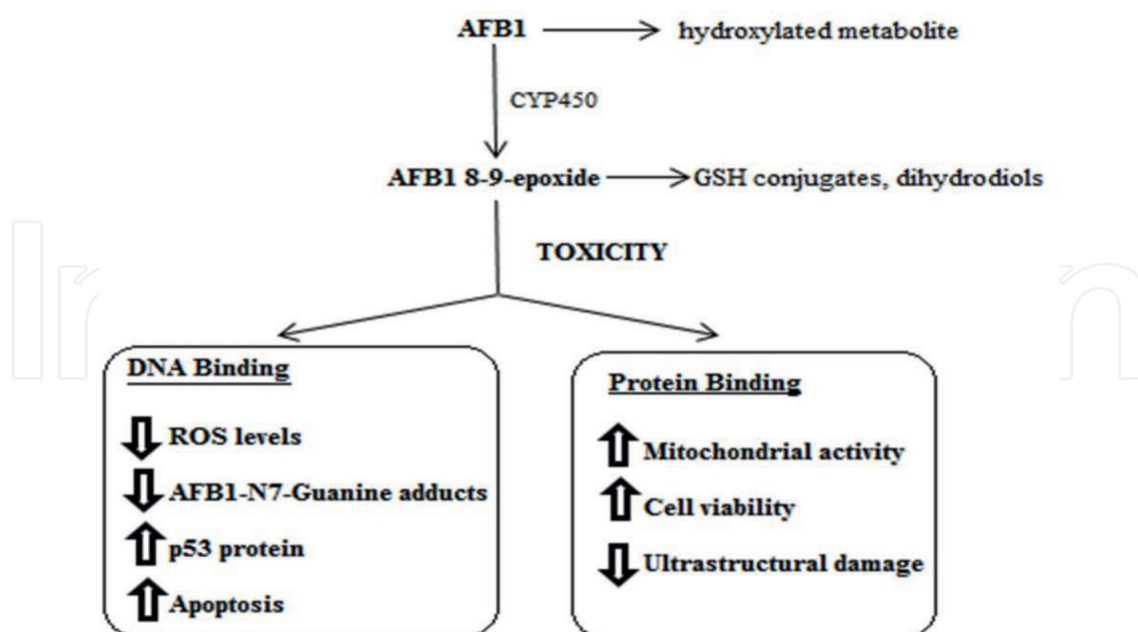 AFB1 hydroxylated metabolite
CYP450
AFB1 8-9-epoxide GSH conjugates, dihydrodiols
TOXICITY
DNA Binding
ROS levels
AFB1-N7-Guanine adducts
p53 protein
Apoptosis
Protein Binding
Mitochondrial activity
Cell viability
Ultrastructural damage